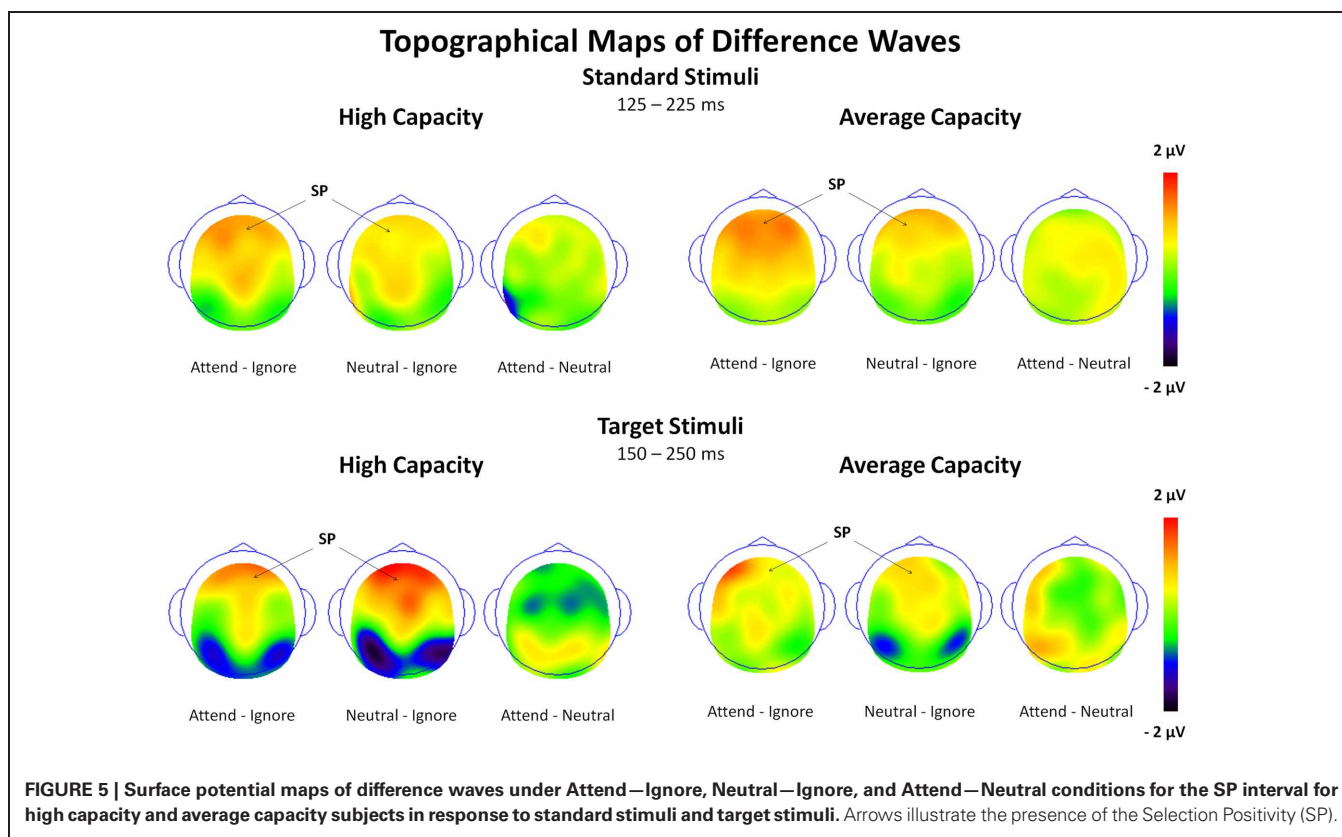 Topographical Maps of Difference Waves
Standard Stimuli
125 – 225 ms
High Capacity
Average Capacity
2 µV
SP
SP
- 2 µV
Attend - Ignore
Neutral - Ignore
Attend - Neutral
Attend - Ignore
Neutral - Ignore
Attend - Neutral
Target Stimuli
150 – 250 ms
High Capacity
Average Capacity
2 µV
SP
SP
- 2 µV
Attend - Ignore
Neutral - Ignore
Attend - Neutral
Attend - Ignore
Neutral - Ignore
Attend - Neutral
FIGURE 5 | Surface potential maps of difference waves under Attend—Ignore, Neutral—Ignore, and Attend—Neutral conditions for the SP interval for
high capacity and average capacity subjects in response to standard stimuli and target stimuli. Arrows illustrate the presence of the Selection Positivity (SP).